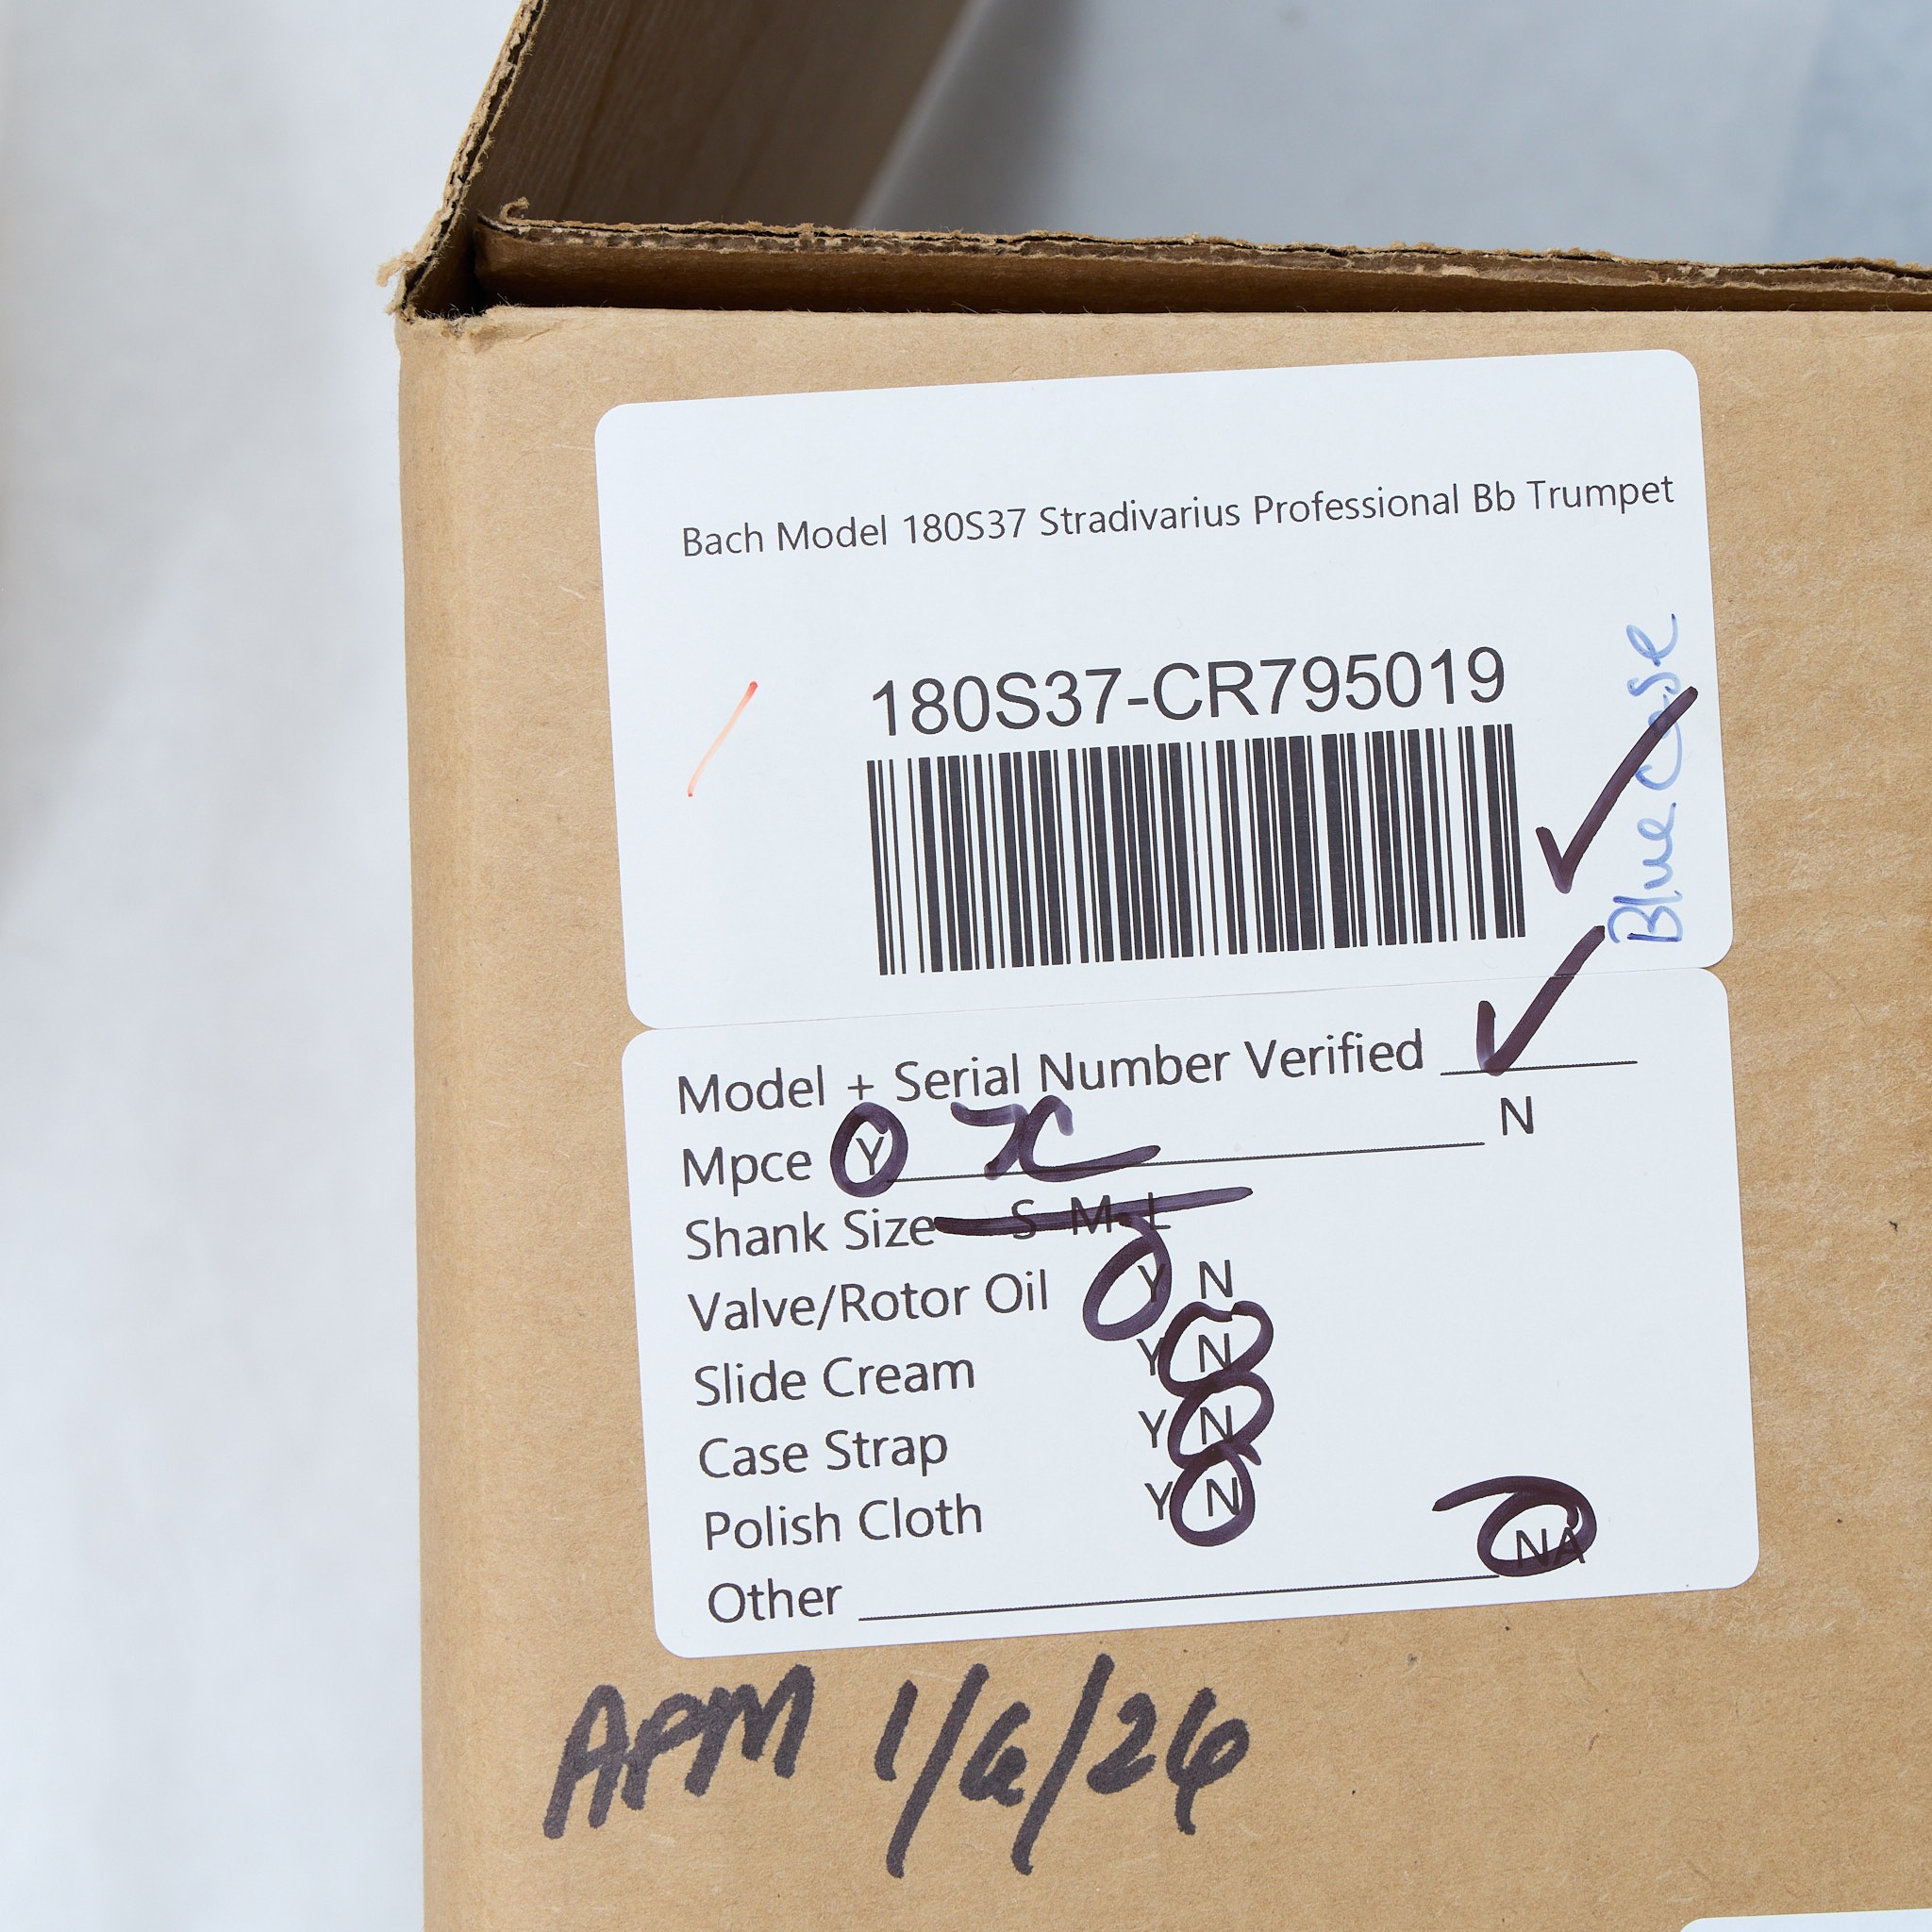 Bach Model 180S37 Stradivarius Professional Bb Trumpet
180S37-CR795019
Blue Case
Model + Serial Number Verified ✓
Mpce Y 7C N
Shank Size S M L
Valve/Rotor Oil Y N
Slide Cream Y N
Case Strap Y N
Polish Cloth Y N
Other NA
APM 1/6/26